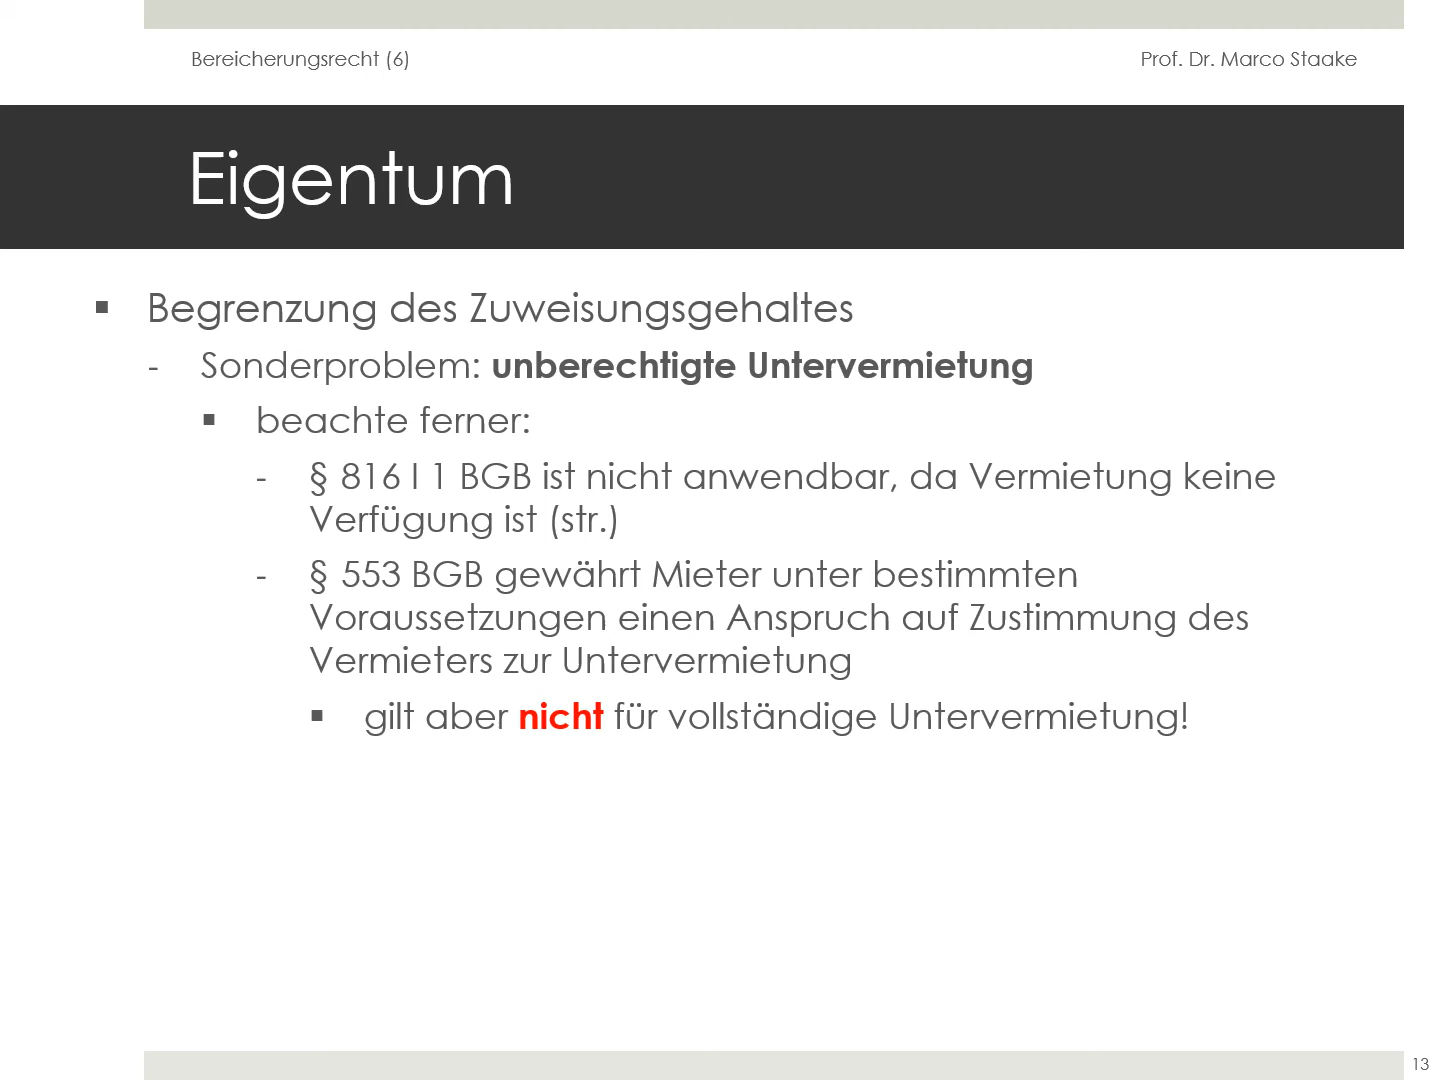 Bereicherungsrecht (6)
Prof. Dr. Marco Staake
Eigentum
▪ Begrenzung des Zuweisungsgehaltes
- Sonderproblem: unberechtigte Untervermietung
▪ beachte ferner:
- § 816 I 1 BGB ist nicht anwendbar, da Vermietung keine
Verfügung ist (str.)
- § 553 BGB gewährt Mieter unter bestimmten
Voraussetzungen einen Anspruch auf Zustimmung des
Vermieters zur Untervermietung
▪ gilt aber nicht für vollständige Untervermietung!
13